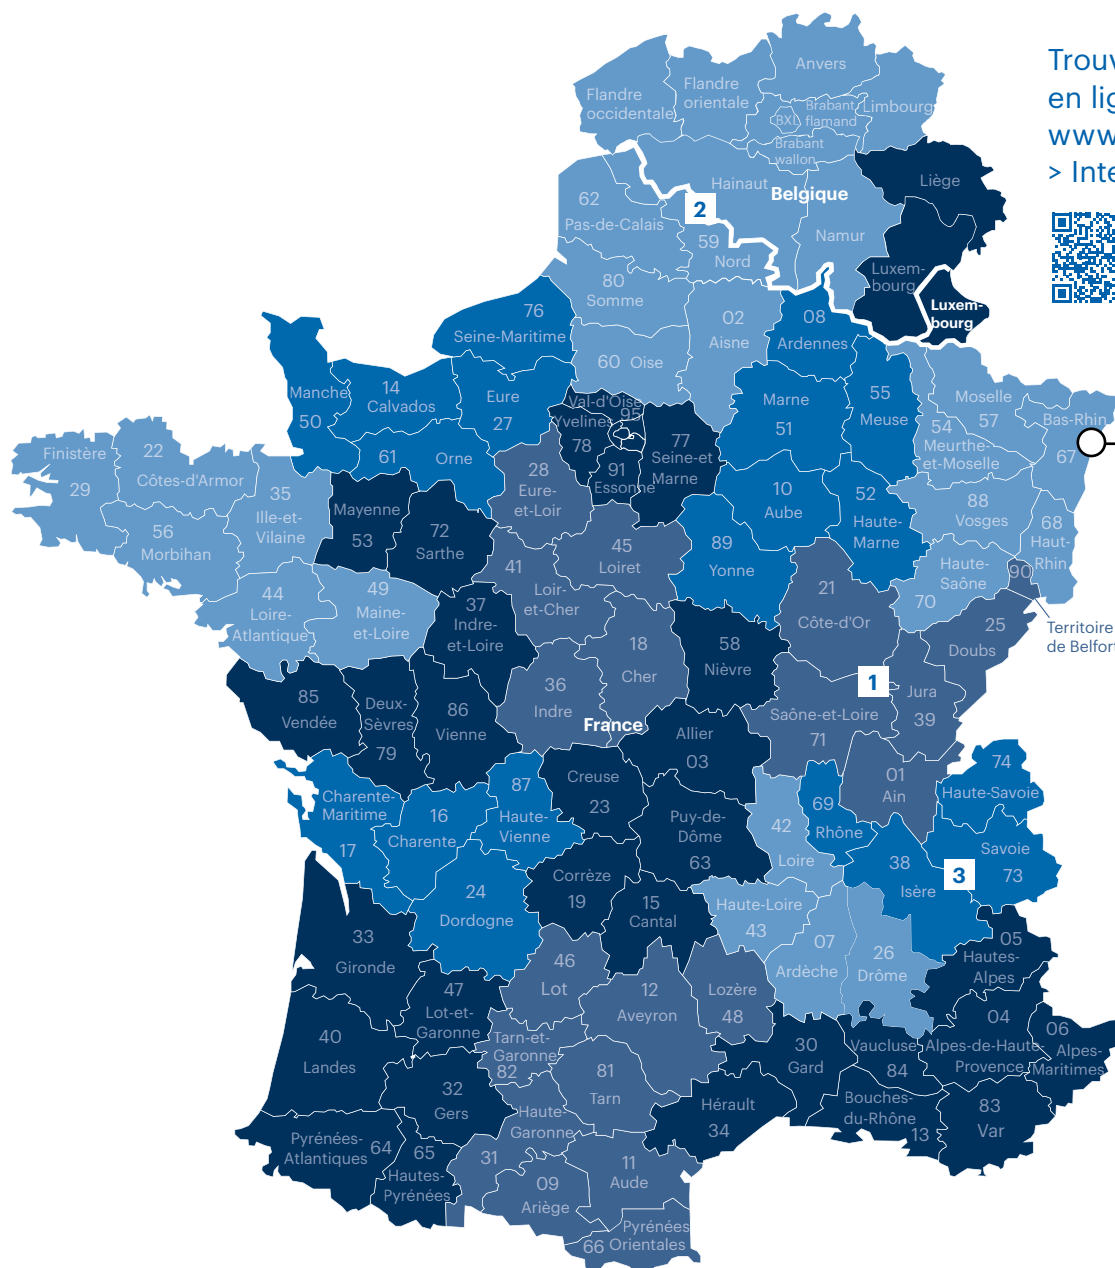 Trouv
en lig
www
> Inte
Anvers
Flandre
orientale
Flandre
occidentale
Brabant
flamand
Limbourg
BXL
Brabant
wallon
Liège
Hainaut
Belgique
62
Pas-de-Calais
2
59
Nord
Namur
Luxem-
bourg
Luxem-
bourg
80
Somme
76
Seine-Maritime
02
Aisne
08
Ardennes
60 Oise
Manche
50
14
Calvados
Eure
27
Val-d'Oise
95
Yvelines
78
91
Essonne
77
Seine-et
Marne
Marne
51
55
Meuse
Moselle
57
54
Meurthe-
et-Moselle
Bas-Rhin
67
61
Orne
Finistère
29
22
Côtes-d'Armor
35
Ille-et-
Vilaine
56
Morbihan
Mayenne
53
72
Sarthe
28
Eure-
et-Loir
10
Aube
52
Haute-
Marne
88
Vosges
68
Haut-
Rhin
45
Loiret
89
Yonne
Haute-
Saône
70
90
Territoire
de Belfort
44
Loire-
Atlantique
49
Maine-
et-Loire
37
Indre-
et-Loire
41
Loir-
et-Cher
18
Cher
58
Nièvre
21
Côte-d'Or
25
Doubs
1
Jura
39
85
Vendée
Deux-
Sèvres
79
86
Vienne
36
Indre
France
Saône-et-Loire
71
Allier
03
01
Ain
74
Haute-Savoie
Charente-
Maritime
17
16
Charente
87
Haute-
Vienne
Creuse
23
Puy-de-
Dôme
63
42
Loire
69
Rhône
38
Isère
3
Savoie
73
24
Dordogne
Corrèze
19
15
Cantal
Haute-Loire
43
07
Ardèche
26
Drôme
05
Hautes-
Alpes
33
Gironde
46
Lot
12
Aveyron
Lozère
48
47
Lot-et-
Garonne
40
Landes
Tarn-et-
Garonne
82
81
Tarn
30
Gard
Vaucluse
84
04
Alpes-de-Haute-
Provence
06
Alpes-
Maritimes
32
Gers
Haute-
Garonne
31
Hérault
34
Bouches-
du-Rhône
13
83
Var
Pyrénées-
Atlantiques
64
65
Hautes-
Pyrénées
09
Ariège
11
Aude
66
Pyrénées
Orientales